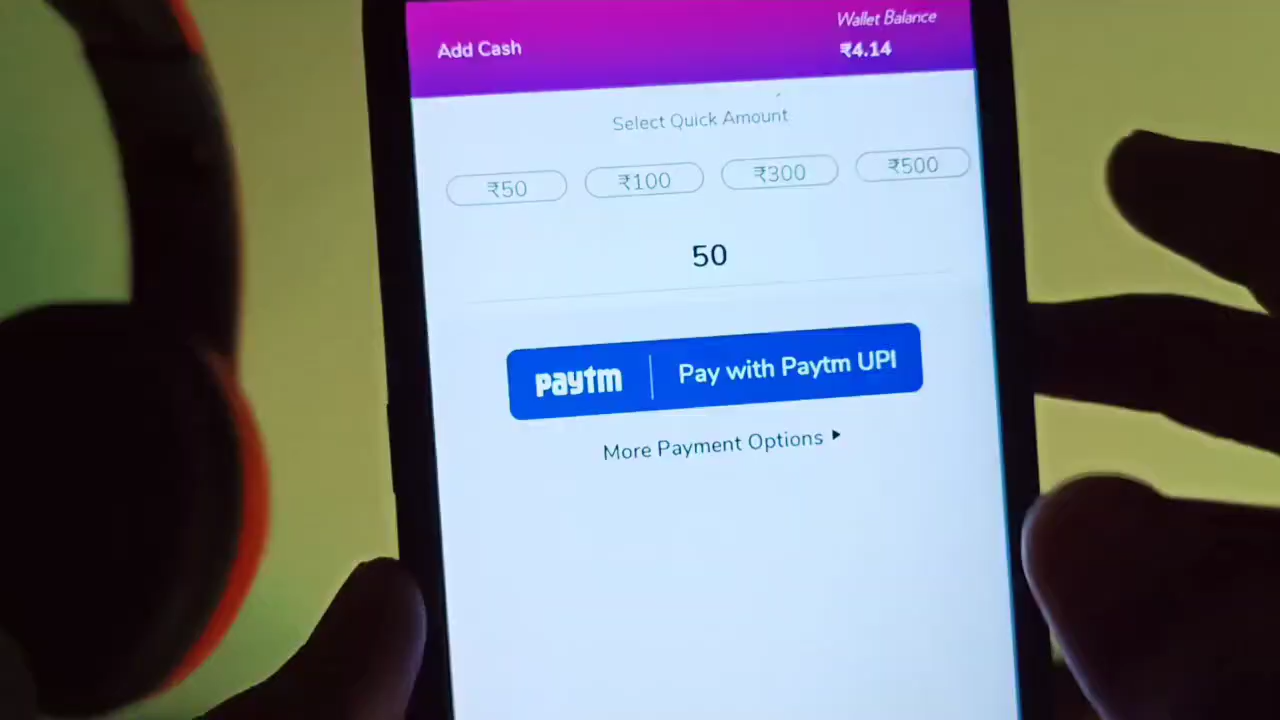 Add Cash
Wallet Balance
₹4.14
Select Quick Amount
₹50 ₹100 ₹300 ₹500
50
paytm | Pay with Paytm UPI
More Payment Options